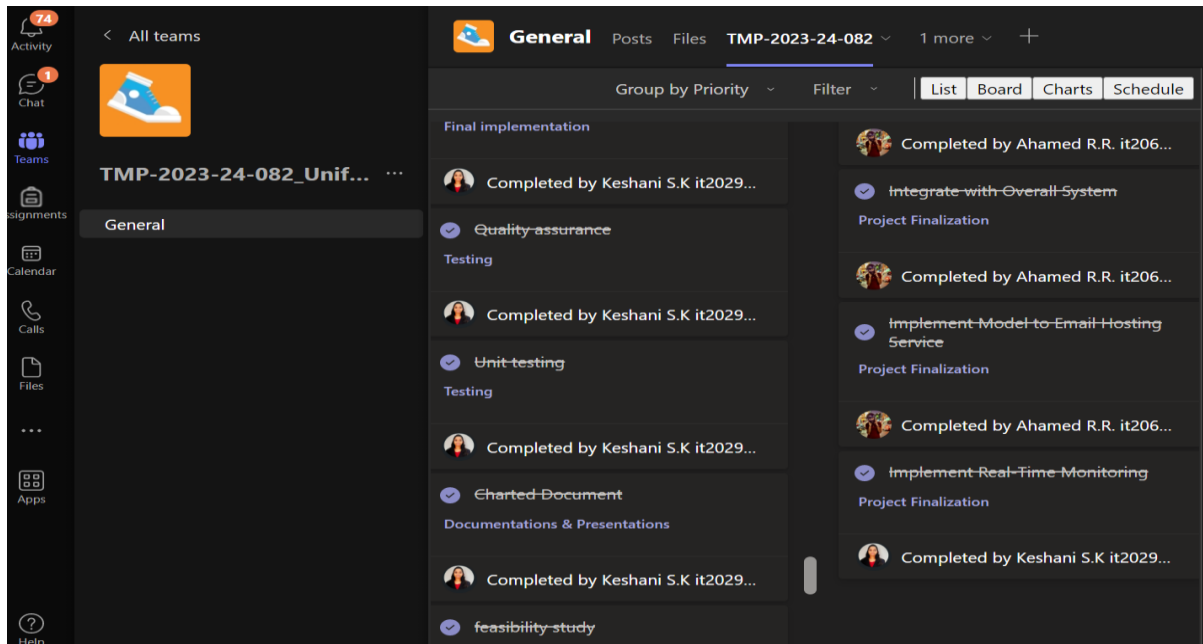 74
Activity
1
Chat
Teams
ssignments
Calendar
Calls
Files
...
Apps
Help
< All teams
TMP-2023-24-082_Unif... ...
General
General Posts Files TMP-2023-24-082 1 more +
Group by Priority Filter List Board Charts Schedule
Final implementation
Completed by Keshani S.K it2029...
Quality assurance
Testing
Completed by Keshani S.K it2029...
Unit testing
Testing
Completed by Keshani S.K it2029...
Charted Document
Documentations & Presentations
Completed by Keshani S.K it2029...
feasibility study
Completed by Ahamed R.R. it206...
Integrate with Overall System
Project Finalization
Completed by Ahamed R.R. it206...
Implement Model to Email Hosting
Service
Project Finalization
Completed by Ahamed R.R. it206...
Implement Real-Time Monitoring
Project Finalization
Completed by Keshani S.K it2029...